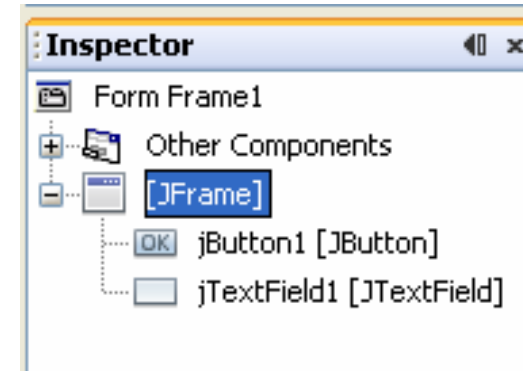 Inspector
Form Frame1
Other Components
[JFrame]
OK jButton1 [JButton]
jTextField1 [JTextField]